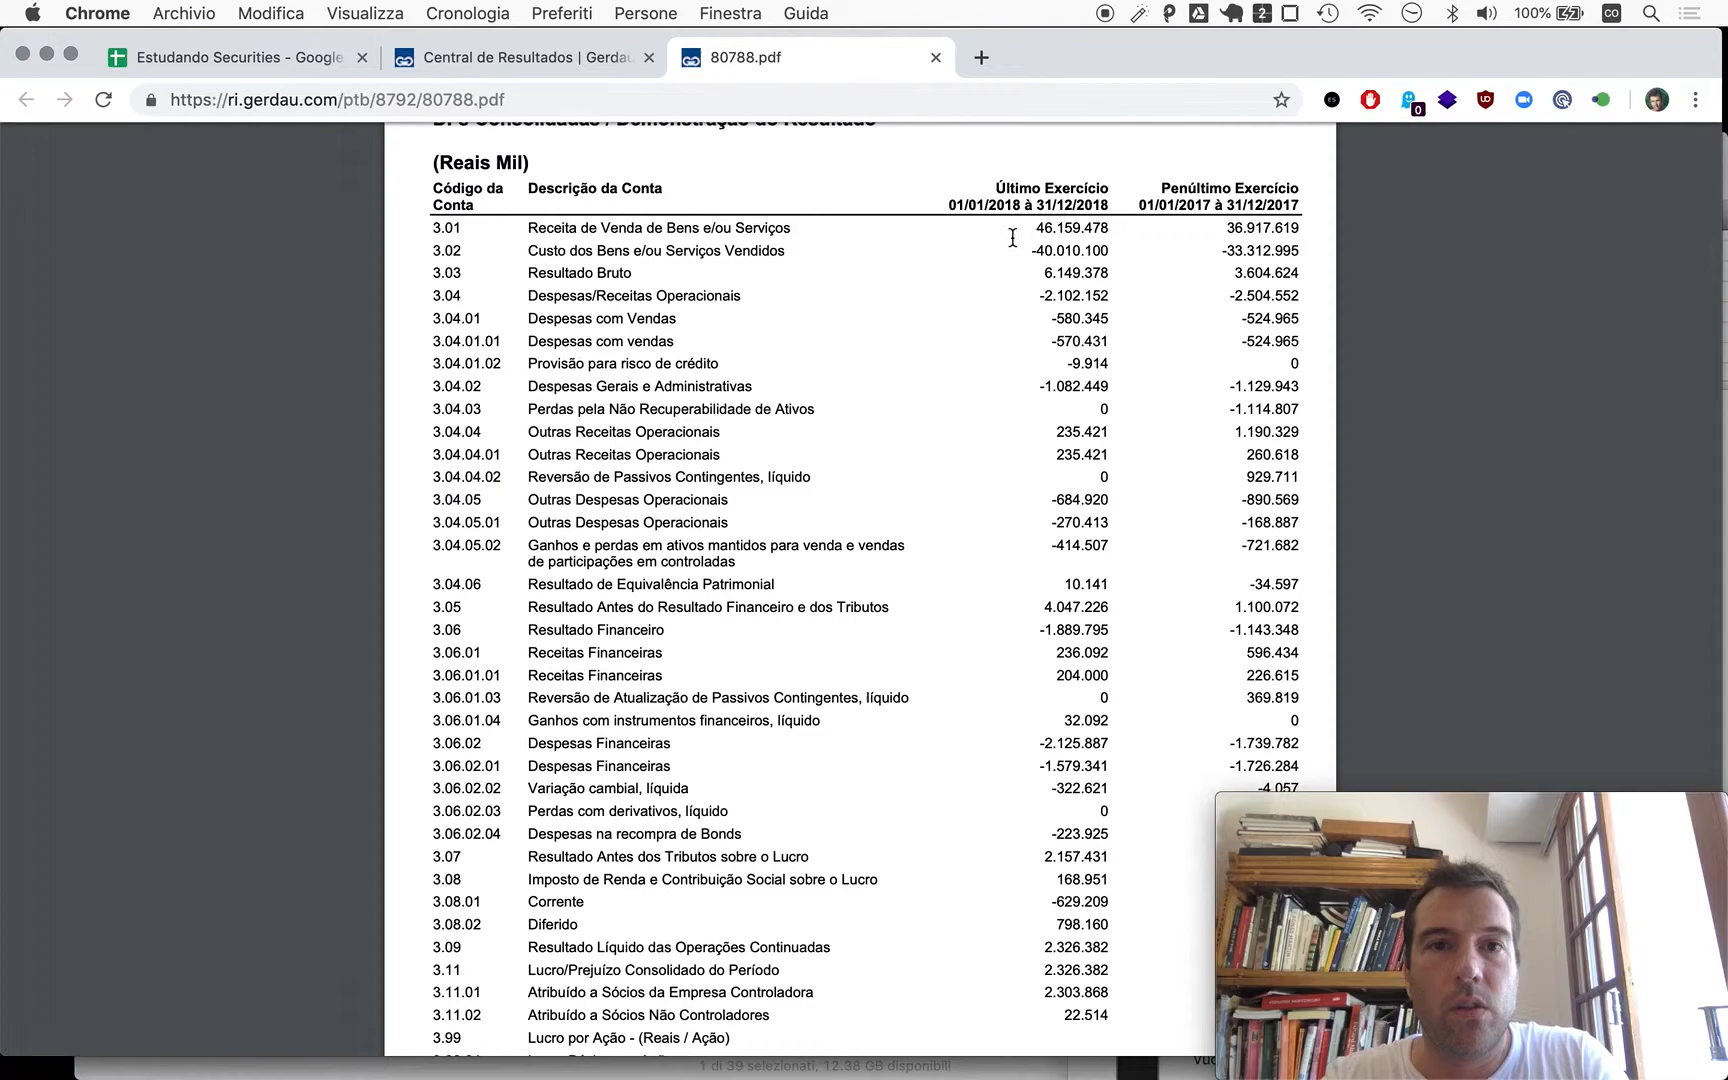 Chrome Archivio Modifica Visualizza Cronologia Preferiti Persone Finestra Guida 2 100% CO
Estudando Securities - Google
Central de Resultados | Gerdau
80788.pdf
https://ri.gerdau.com/ptb/8792/80788.pdf
0
(Reais Mil)
Código da Conta Descrição da Conta Último Exercício 01/01/2018 à 31/12/2018 Penúltimo Exercício 01/01/2017 à 31/12/2017
3.01 Receita de Venda de Bens e/ou Serviços 46.159.478 36.917.619
3.02 Custo dos Bens e/ou Serviços Vendidos -40.010.100 -33.312.995
3.03 Resultado Bruto 6.149.378 3.604.624
3.04 Despesas/Receitas Operacionais -2.102.152 -2.504.552
3.04.01 Despesas com Vendas -580.345 -524.965
3.04.01.01 Despesas com vendas -570.431 -524.965
3.04.01.02 Provisão para risco de crédito -9.914 0
3.04.02 Despesas Gerais e Administrativas -1.082.449 -1.129.943
3.04.03 Perdas pela Não Recuperabilidade de Ativos 0 -1.114.807
3.04.04 Outras Receitas Operacionais 235.421 1.190.329
3.04.04.01 Outras Receitas Operacionais 235.421 260.618
3.04.04.02 Reversão de Passivos Contingentes, líquido 0 929.711
3.04.05 Outras Despesas Operacionais -684.920 -890.569
3.04.05.01 Outras Despesas Operacionais -270.413 -168.887
3.04.05.02 Ganhos e perdas em ativos mantidos para venda e vendas -414.507 -721.682
de participações em controladas
3.04.06 Resultado de Equivalência Patrimonial 10.141 -34.597
3.05 Resultado Antes do Resultado Financeiro e dos Tributos 4.047.226 1.100.072
3.06 Resultado Financeiro -1.889.795 -1.143.348
3.06.01 Receitas Financeiras 236.092 596.434
3.06.01.01 Receitas Financeiras 204.000 226.615
3.06.01.03 Reversão de Atualização de Passivos Contingentes, líquido 0 369.819
3.06.01.04 Ganhos com instrumentos financeiros, líquido 32.092 0
3.06.02 Despesas Financeiras -2.125.887 -1.739.782
3.06.02.01 Despesas Financeiras -1.579.341 -1.726.284
3.06.02.02 Variação cambial, líquida -322.621 -4.057
3.06.02.03 Perdas com derivativos, líquido 0
3.06.02.04 Despesas na recompra de Bonds -223.925
3.07 Resultado Antes dos Tributos sobre o Lucro 2.157.431
3.08 Imposto de Renda e Contribuição Social sobre o Lucro 168.951
3.08.01 Corrente -629.209
3.08.02 Diferido 798.160
3.09 Resultado Líquido das Operações Continuadas 2.326.382
3.11 Lucro/Prejuízo Consolidado do Período 2.326.382
3.11.01 Atribuído a Sócios da Empresa Controladora 2.303.868
3.11.02 Atribuído a Sócios Não Controladores 22.514
3.99 Lucro por Ação - (Reais / Ação)
1 di 39 selezionati, 12.38 GB disponibili